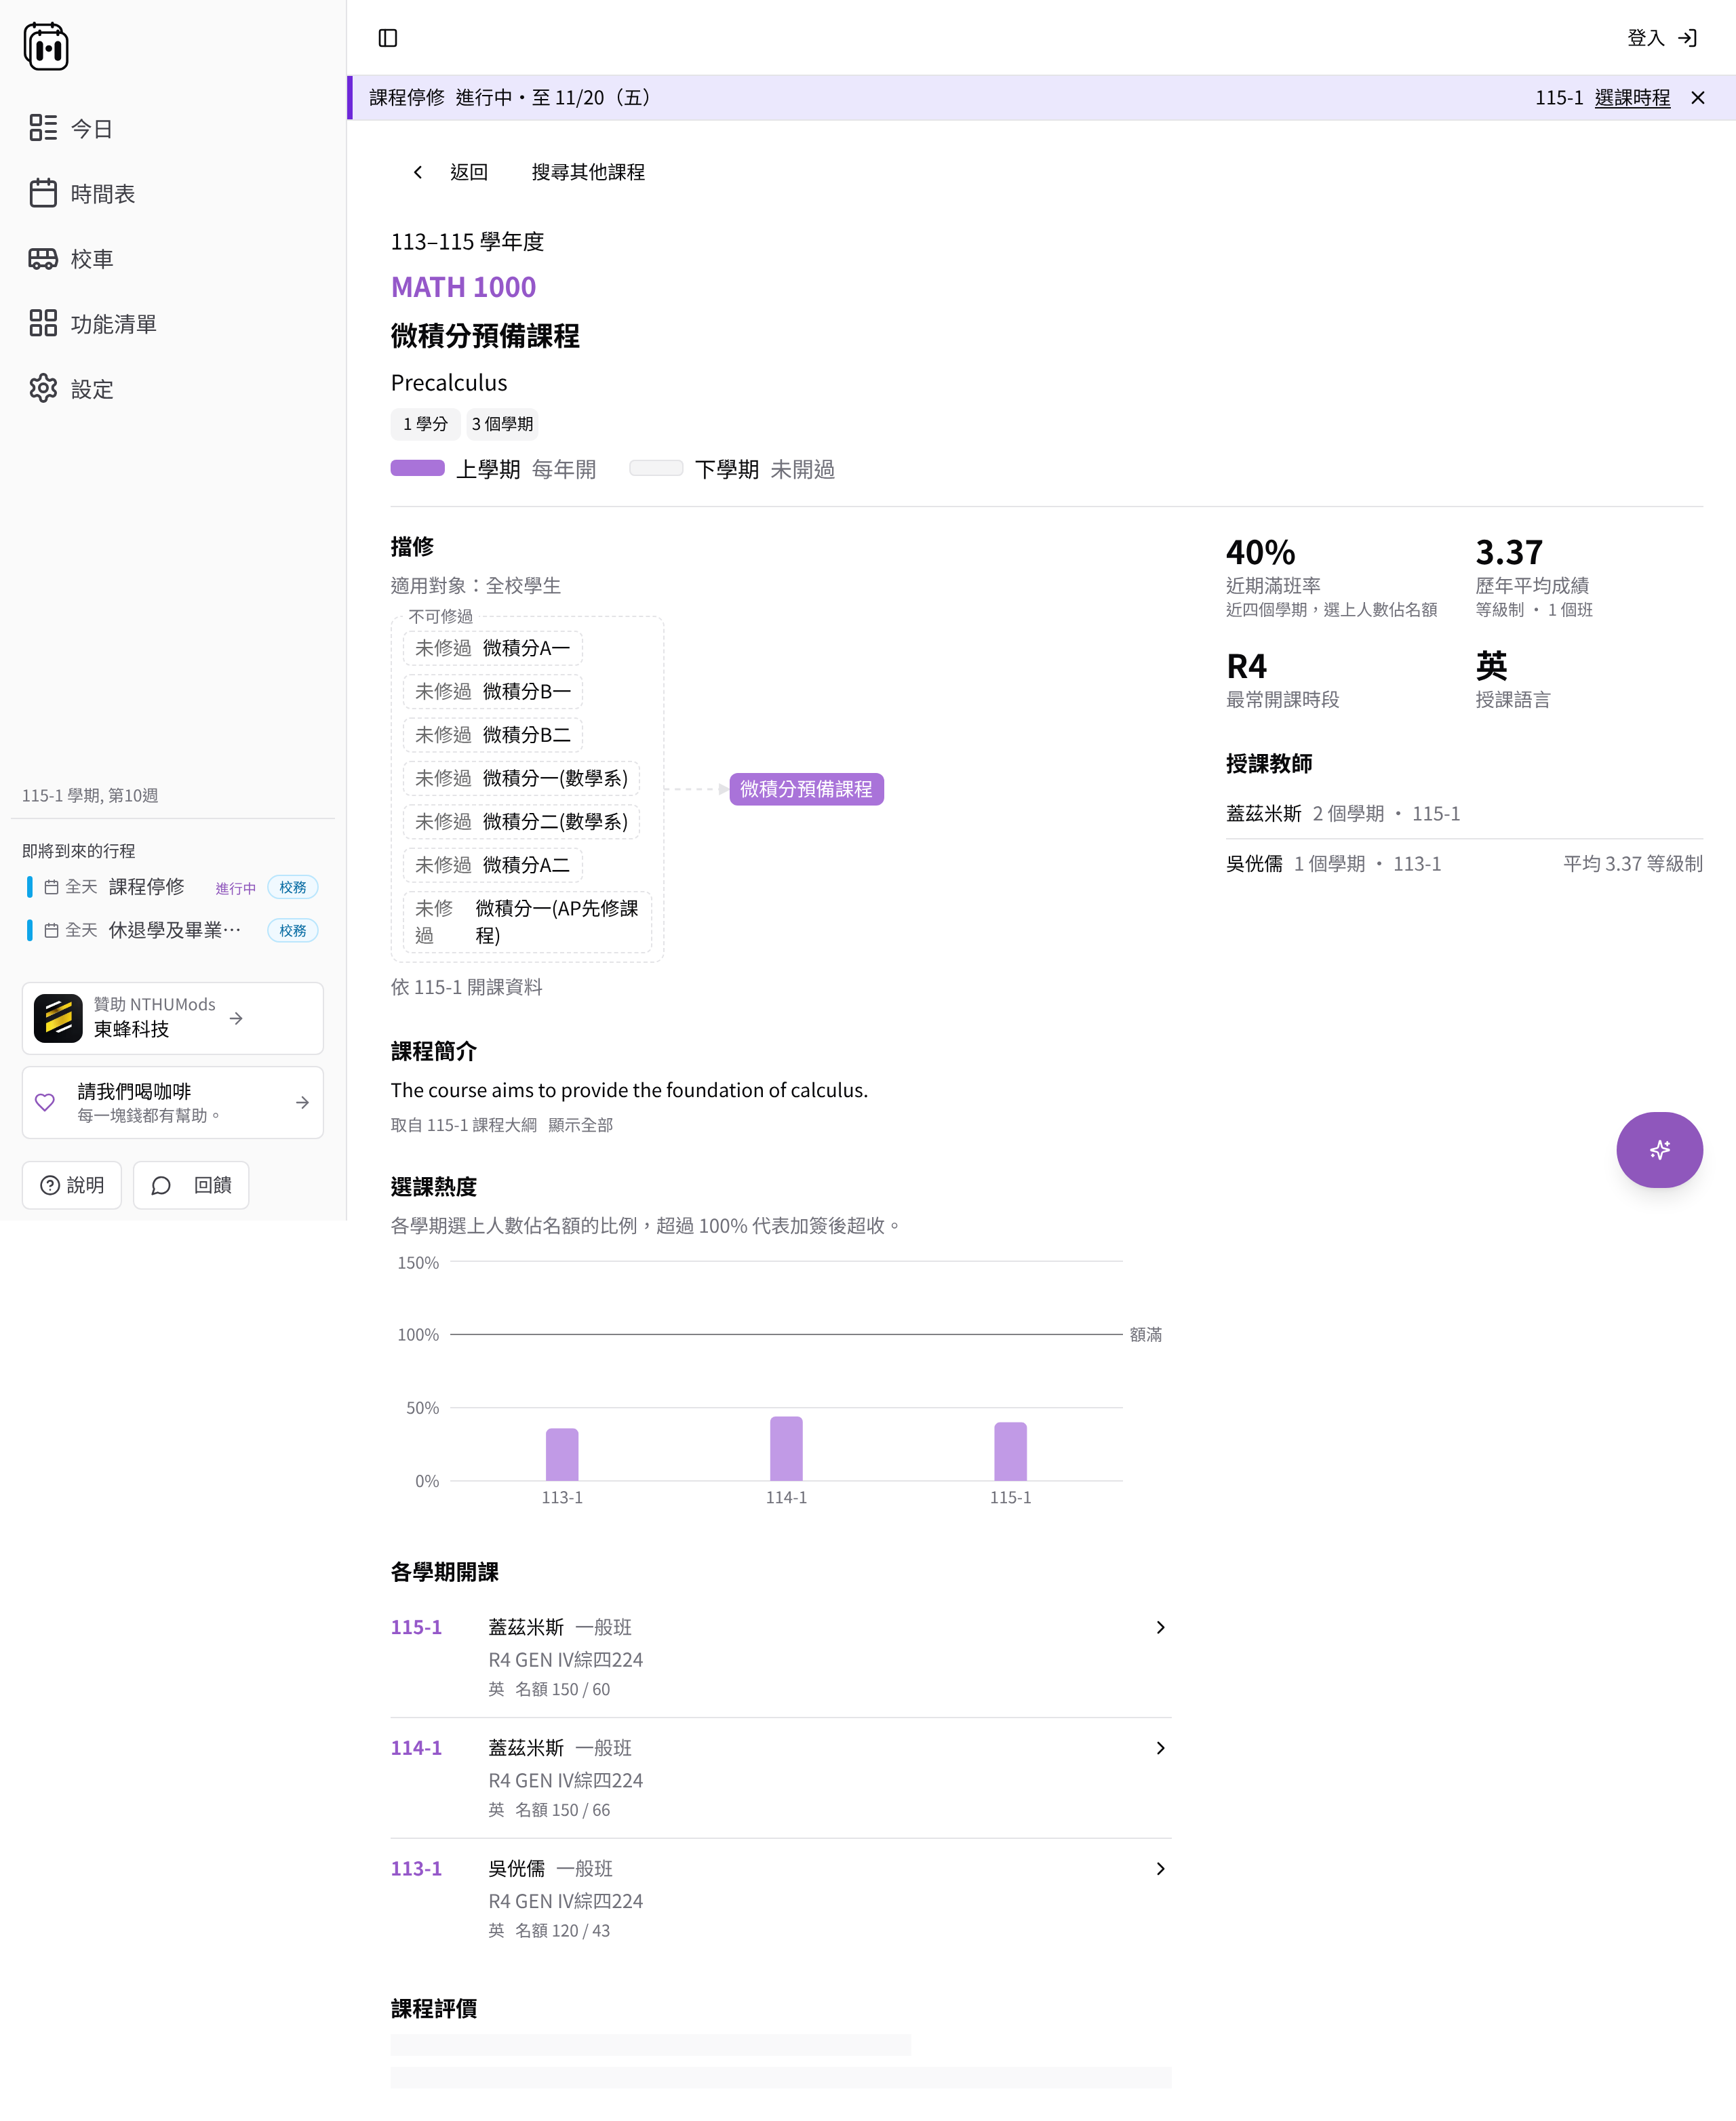 登入
課程停修 進行中・至 11/20（五）
115-1 選課時程
今日
時間表
校車
功能清單
設定
115-1 學期, 第10週
即將到來的行程
全天 課程停修 進行中 校務
全天 休退學及畢業… 校務
贊助 NTHUMods
東蜂科技
請我們喝咖啡
每一塊錢都有幫助。
說明
回饋
返回 搜尋其他課程
113–115 學年度
MATH 1000
微積分預備課程
Precalculus
1 學分 3 個學期
上學期 每年開 下學期 未開過
擋修
適用對象：全校學生
不可修過
未修過 微積分A一
未修過 微積分B一
未修過 微積分B二
未修過 微積分一(數學系)
未修過 微積分二(數學系)
未修過 微積分A二
未修過 微積分一(AP先修課程)
微積分預備課程
依 115-1 開課資料
課程簡介
The course aims to provide the foundation of calculus.
取自 115-1 課程大綱 顯示全部
選課熱度
各學期選上人數佔名額的比例，超過 100% 代表加簽後超收。
150%
100% 額滿
50%
0%
113-1 114-1 115-1
各學期開課
115-1 蓋茲米斯 一般班
R4 GEN IV綜四224
英 名額 150 / 60
114-1 蓋茲米斯 一般班
R4 GEN IV綜四224
英 名額 150 / 66
113-1 吳恍儒 一般班
R4 GEN IV綜四224
英 名額 120 / 43
課程評價
40%
近期滿班率
近四個學期，選上人數佔名額
3.37
歷年平均成績
等級制 • 1 個班
R4
最常開課時段
英
授課語言
授課教師
蓋茲米斯 2 個學期 • 115-1
吳恍儒 1 個學期 • 113-1 平均 3.37 等級制